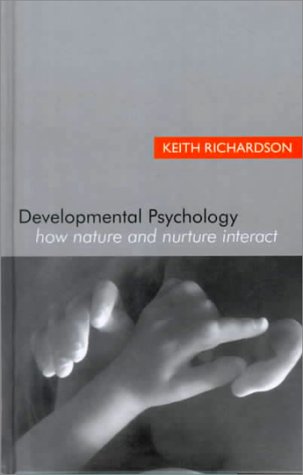 KEITH RICHARDSON
Developmental Psychology
how nature and nurture interact